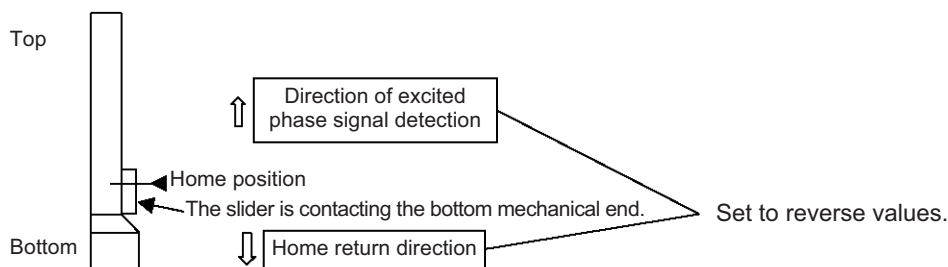 Top
Direction of excited
phase signal detection
Home position
The slider is contacting the bottom mechanical end.
Set to reverse values.
Bottom
Home return direction